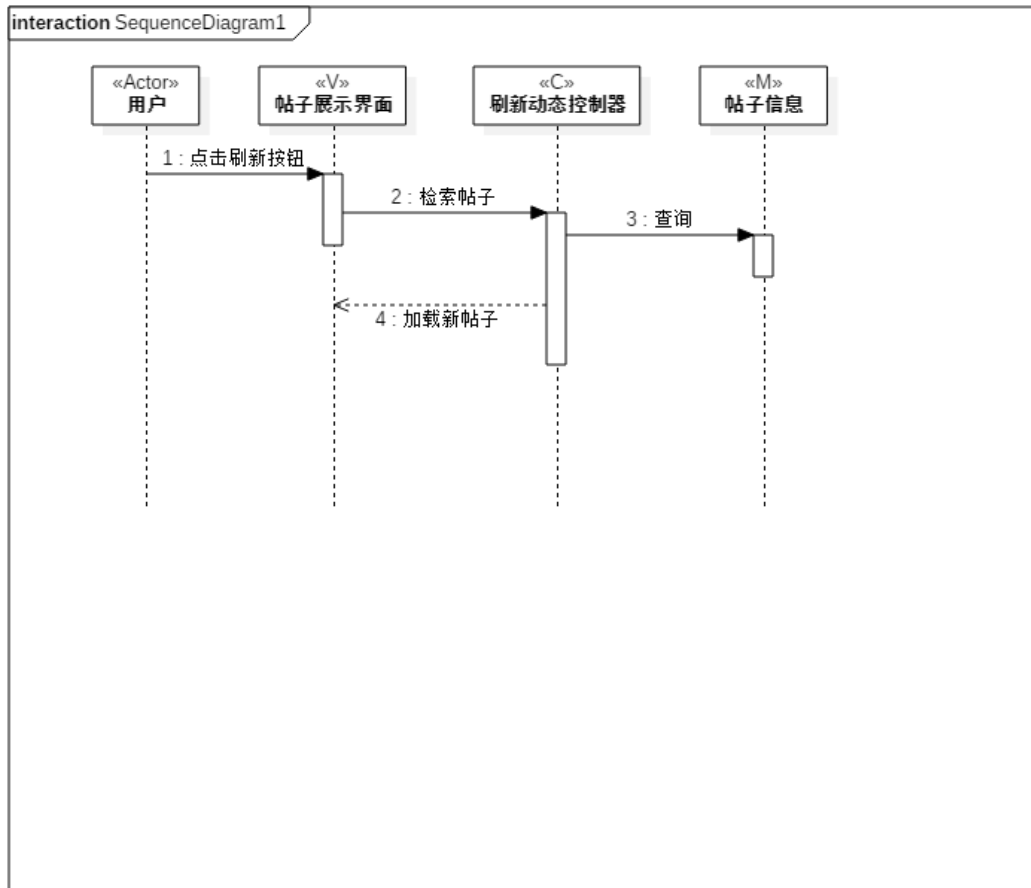 interaction SequenceDiagram1
«Actor»
用户
«V»
帖子展示界面
«C»
刷新动态控制器
«M»
帖子信息
1 : 点击刷新按钮
2 : 检索帖子
3 : 查询
4 : 加载新帖子